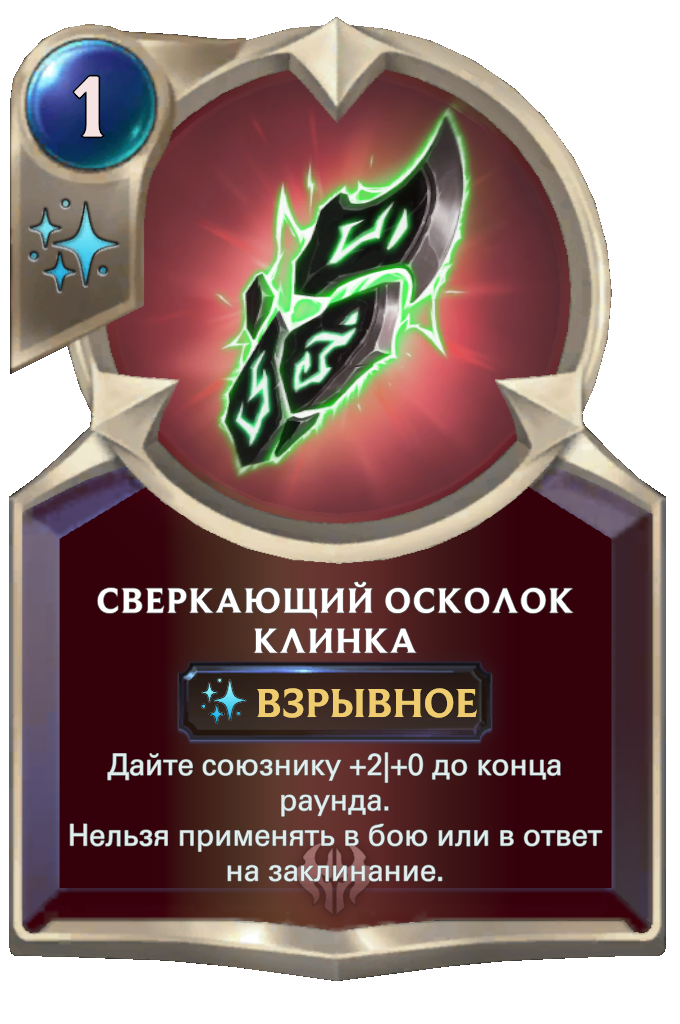 1
СВЕРКАЮЩИЙ ОСКОЛОК
КЛИНКА
ВЗРЫВНОЕ
Дайте союзнику +2|+0 до конца
раунда.
Нельзя применять в бою или в ответ
на заклинание.